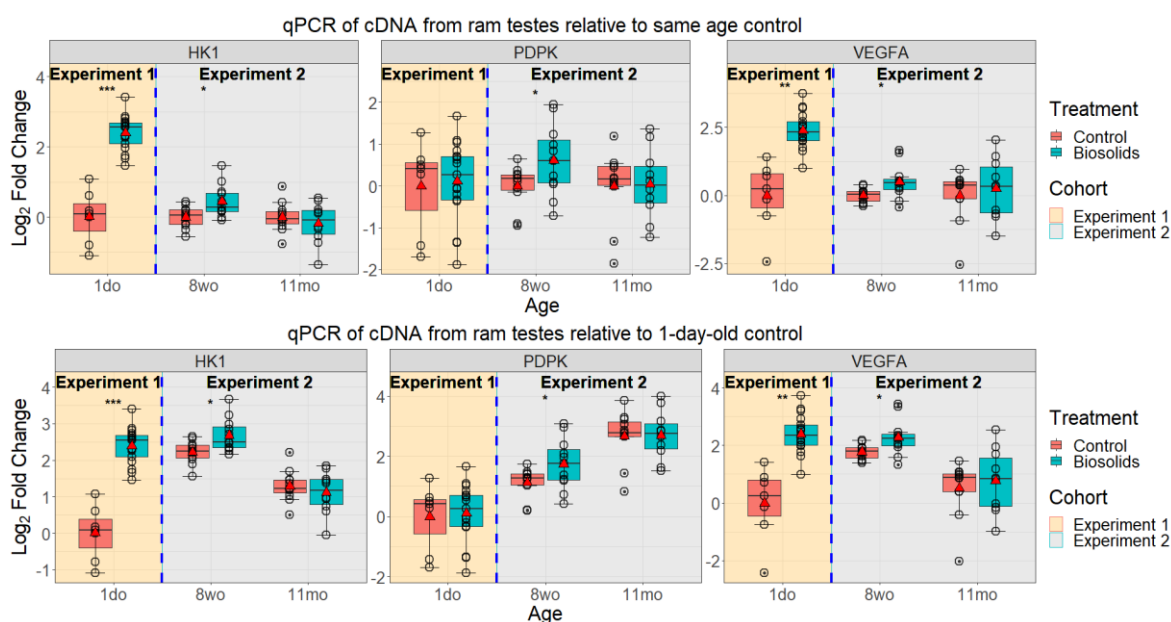 qPCR of cDNA from ram testes relative to same age control
HK1
PDPK
VEGFA
Experiment 1
Experiment 2
Experiment 1
Experiment 2
Experiment 1
Experiment 2
***
*
*
**
*
4
2
0
2
1
0
-1
-2
2.5
0.0
-2.5
Log2 Fold Change
1do
8wo
11mo
1do
8wo
11mo
1do
8wo
11mo
Age
Treatment
Control
Biosolids
Cohort
Experiment 1
Experiment 2
qPCR of cDNA from ram testes relative to 1-day-old control
HK1
PDPK
VEGFA
Experiment 1
Experiment 2
Experiment 1
Experiment 2
Experiment 1
Experiment 2
***
*
*
**
*
4
3
2
1
0
-1
4
2
0
-2
4
2
0
-2
Log2 Fold Change
1do
8wo
11mo
1do
8wo
11mo
1do
8wo
11mo
Age
Treatment
Control
Biosolids
Cohort
Experiment 1
Experiment 2